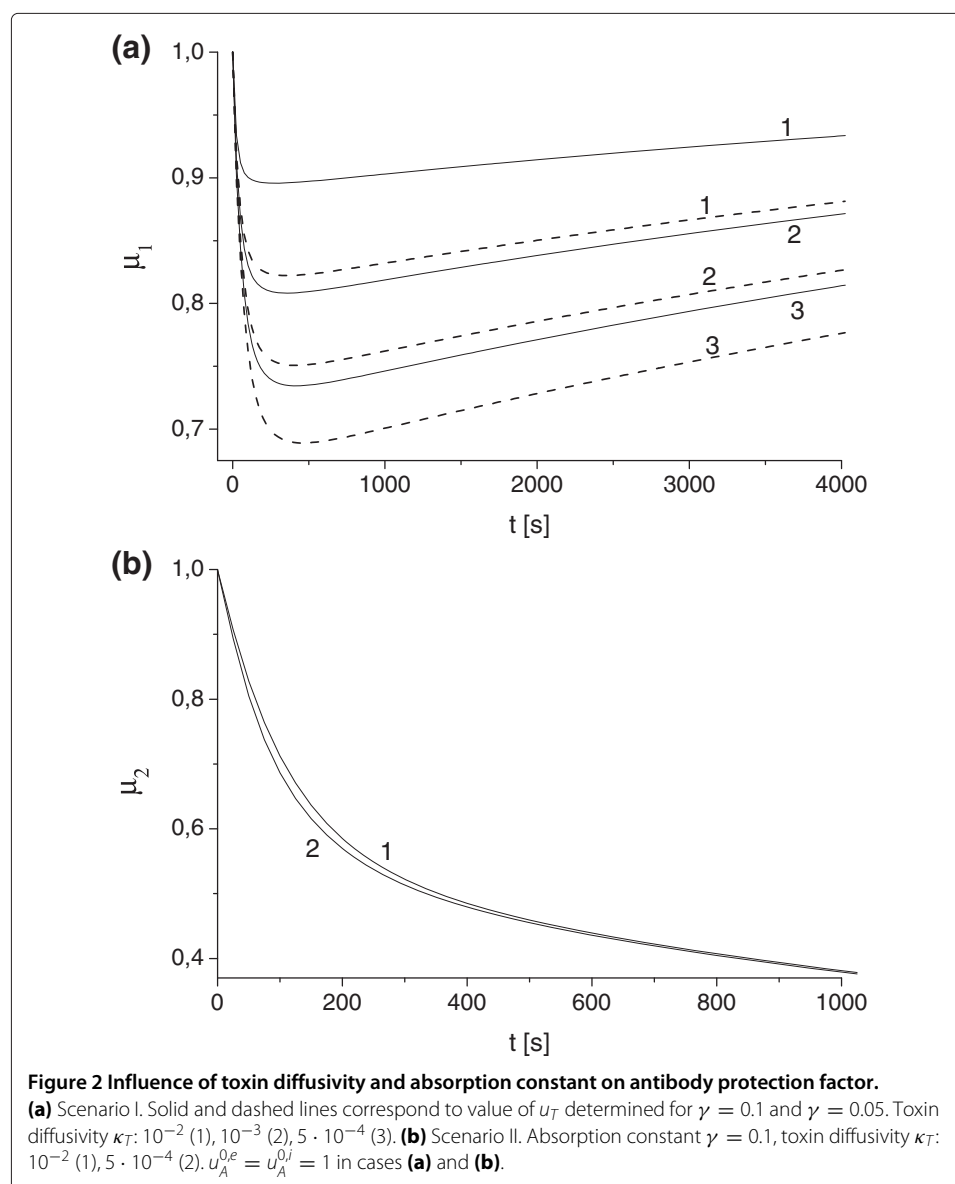 (a)
1,0
0,9
0,8
0,7
μ₁
1
1
2
2
3
3
0 1000 2000 3000 4000
t [s]
(b)
1,0
0,8
0,6
0,4
μ₂
2 1
0 200 400 600 800 1000
t [s]
Figure 2 Influence of toxin diffusivity and absorption constant on antibody protection factor.
(a) Scenario I. Solid and dashed lines correspond to value of u_T determined for γ = 0.1 and γ = 0.05. Toxin
diffusivity κ_T: 10⁻² (1), 10⁻³ (2), 5 · 10⁻⁴ (3). (b) Scenario II. Absorption constant γ = 0.1, toxin diffusivity κ_T:
10⁻² (1), 5 · 10⁻⁴ (2). u_A^{0,e} = u_A^{0,i} = 1 in cases (a) and (b).